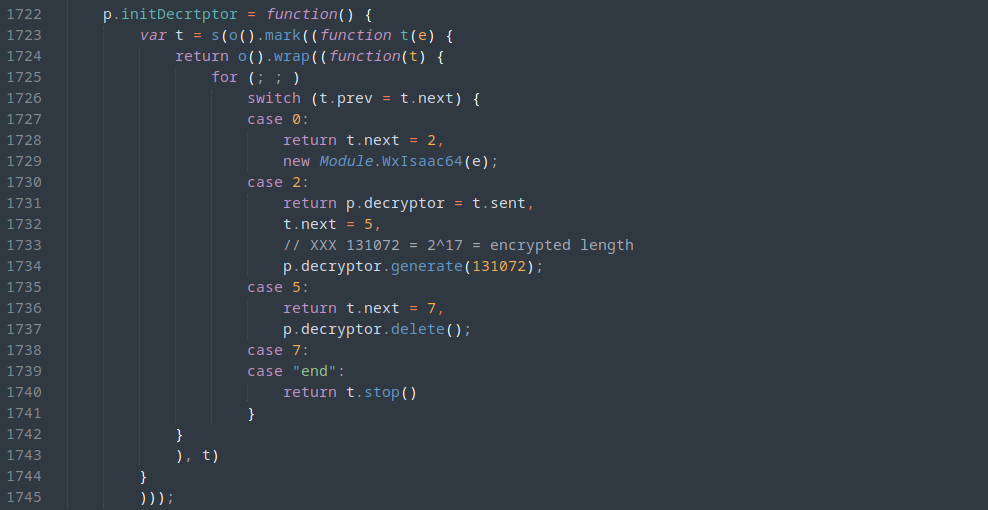 1722 p.initDecrtptor = function() {
1723 var t = s(o().mark((function t(e) {
1724 return o().wrap((function(t) {
1725 for (; ; )
1726 switch (t.prev = t.next) {
1727 case 0:
1728 return t.next = 2,
1729 new Module.WxIsaac64(e);
1730 case 2:
1731 return p.decryptor = t.sent,
1732 t.next = 5,
1733 // XXX 131072 = 2^17 = encrypted length
1734 p.decryptor.generate(131072);
1735 case 5:
1736 return t.next = 7,
1737 p.decryptor.delete();
1738 case 7:
1739 case "end":
1740 return t.stop()
1741 }
1742 }
1743 ), t)
1744 }
1745 )));